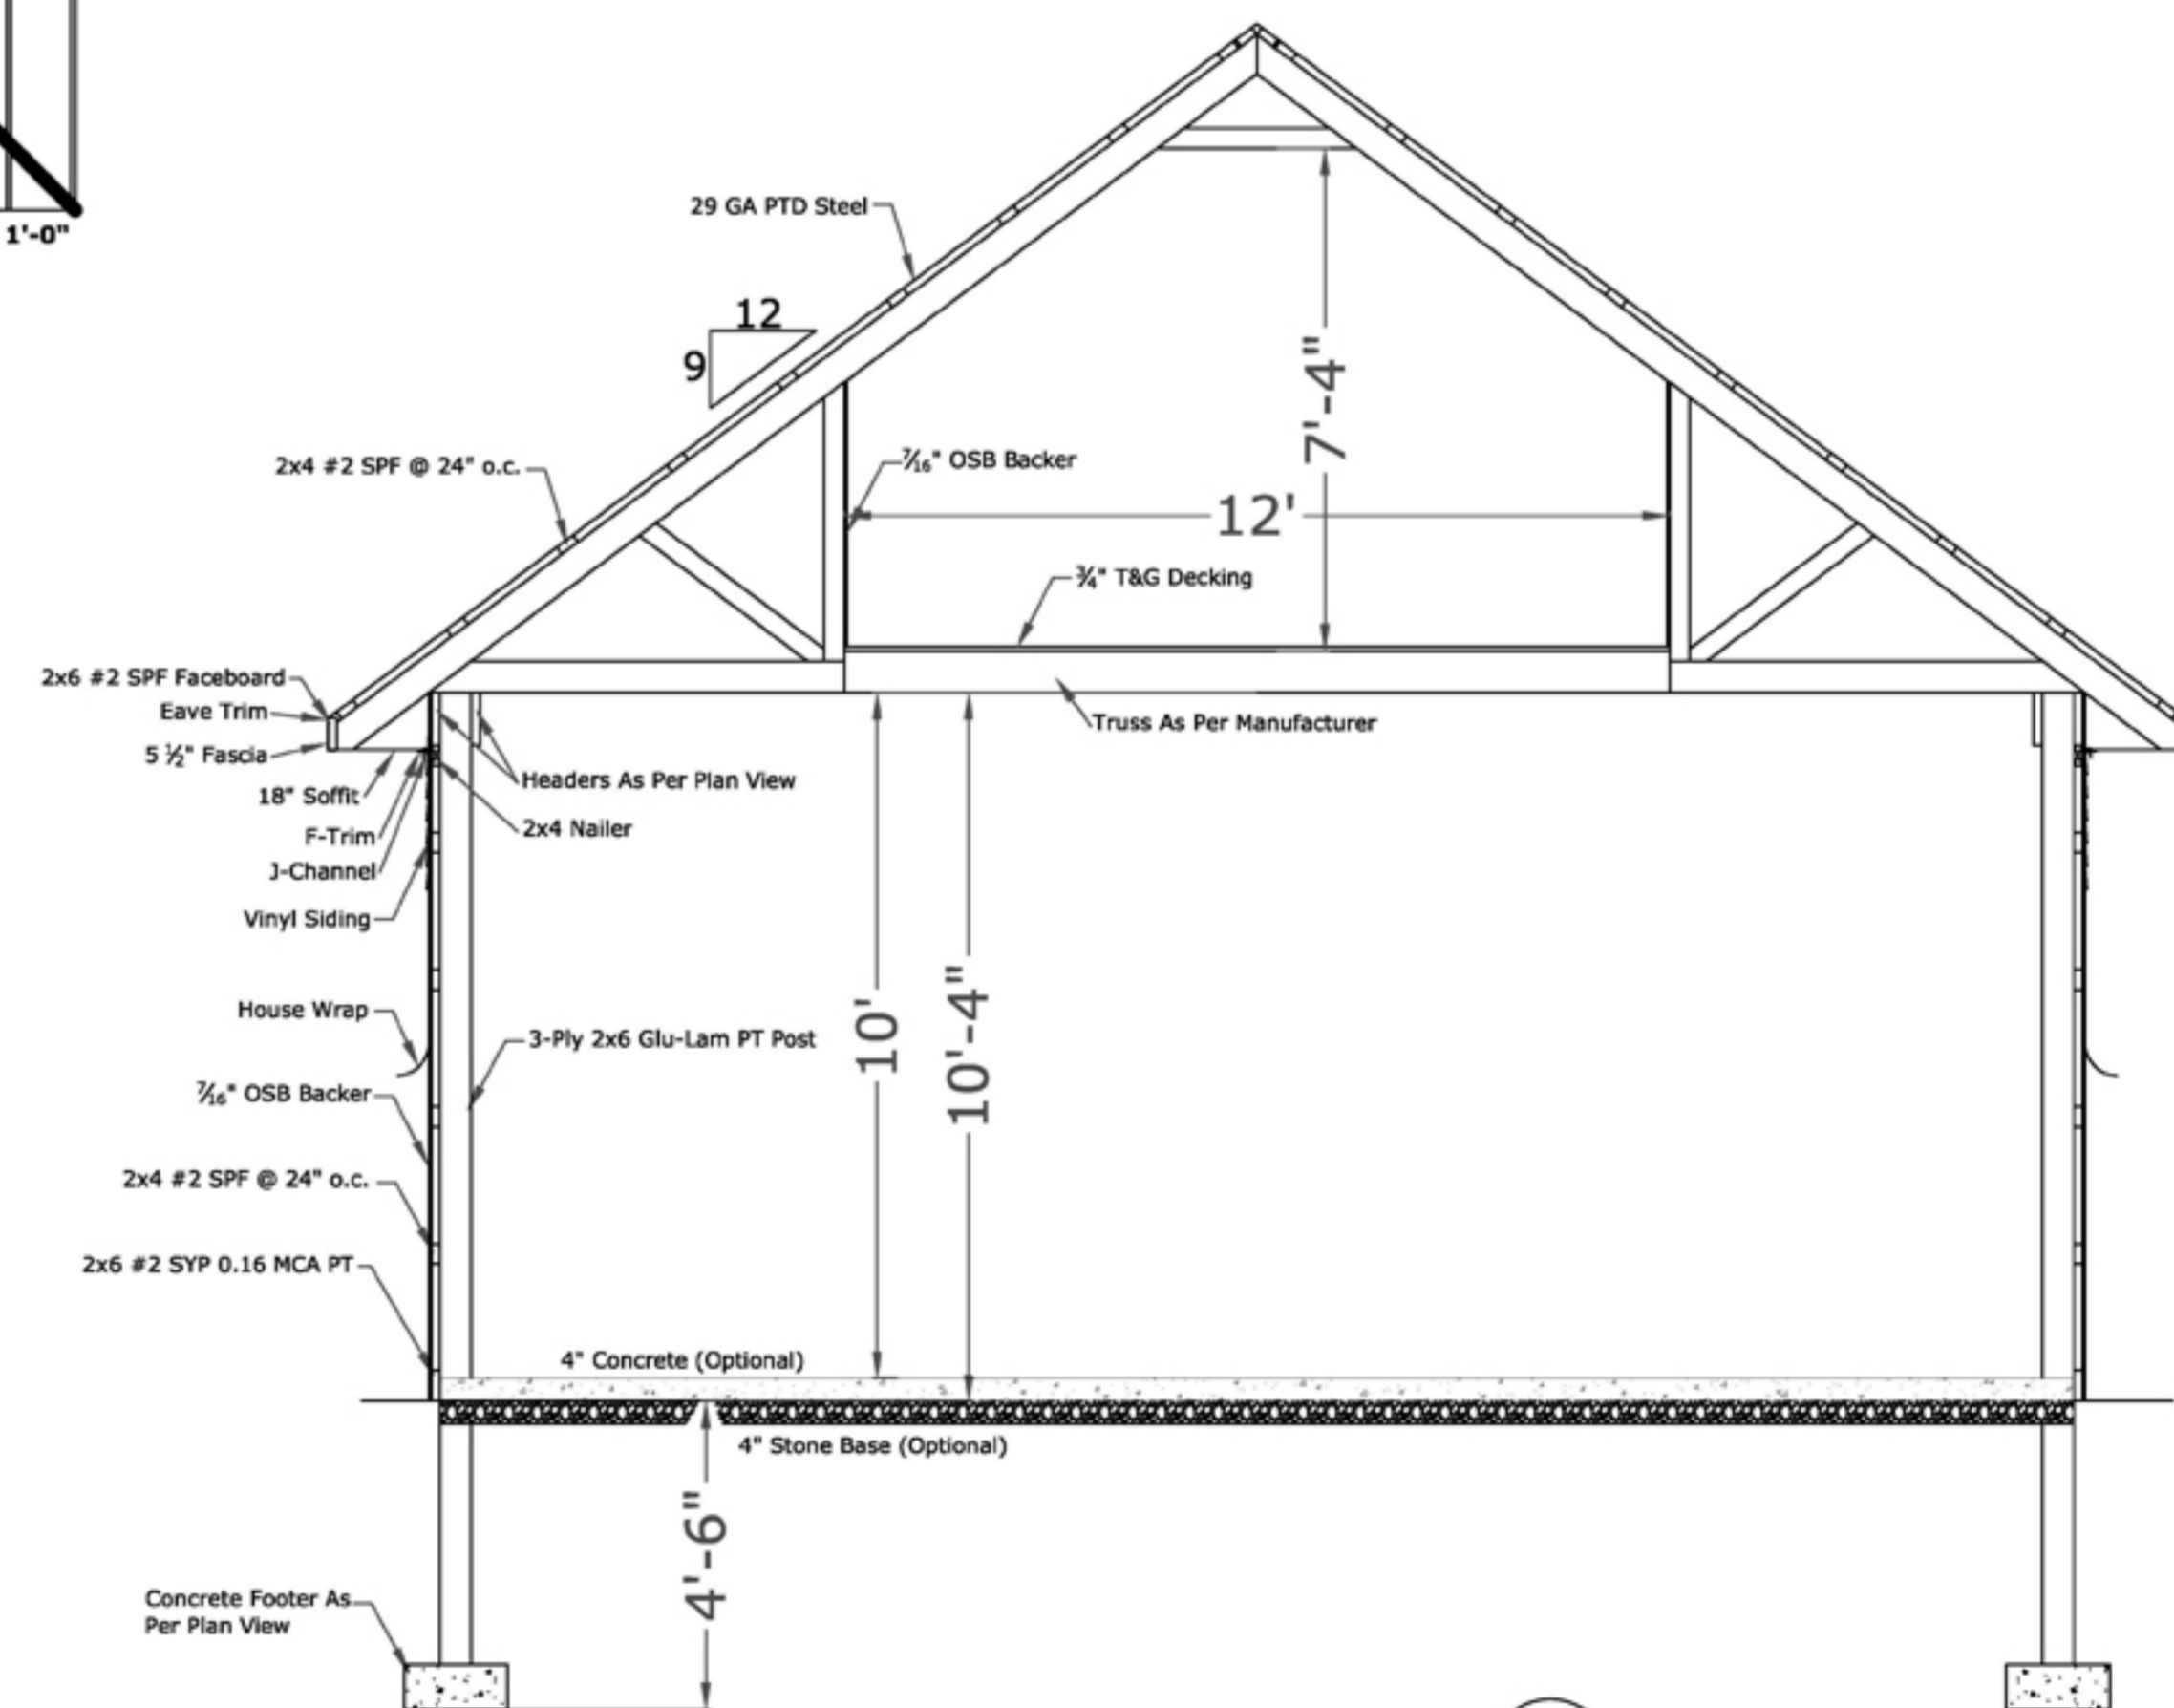 1'-0"
29 GA PTD Steel
12
9
7'-4"
2x4 #2 SPF @ 24" o.c.
7/16" OSB Backer
12'
3/4" T&G Decking
2x6 #2 SPF Faceboard
Eave Trim
5 1/2" Fascia
18" Soffit
F-Trim
J-Channel
Vinyl Siding
Truss As Per Manufacturer
Headers As Per Plan View
2x4 Nailer
House Wrap
3-Ply 2x6 Glu-Lam PT Post
10'
10'-4"
7/16" OSB Backer
2x4 #2 SPF @ 24" o.c.
2x6 #2 SYP 0.16 MCA PT
4" Concrete (Optional)
4" Stone Base (Optional)
4'-6"
Concrete Footer As
Per Plan View